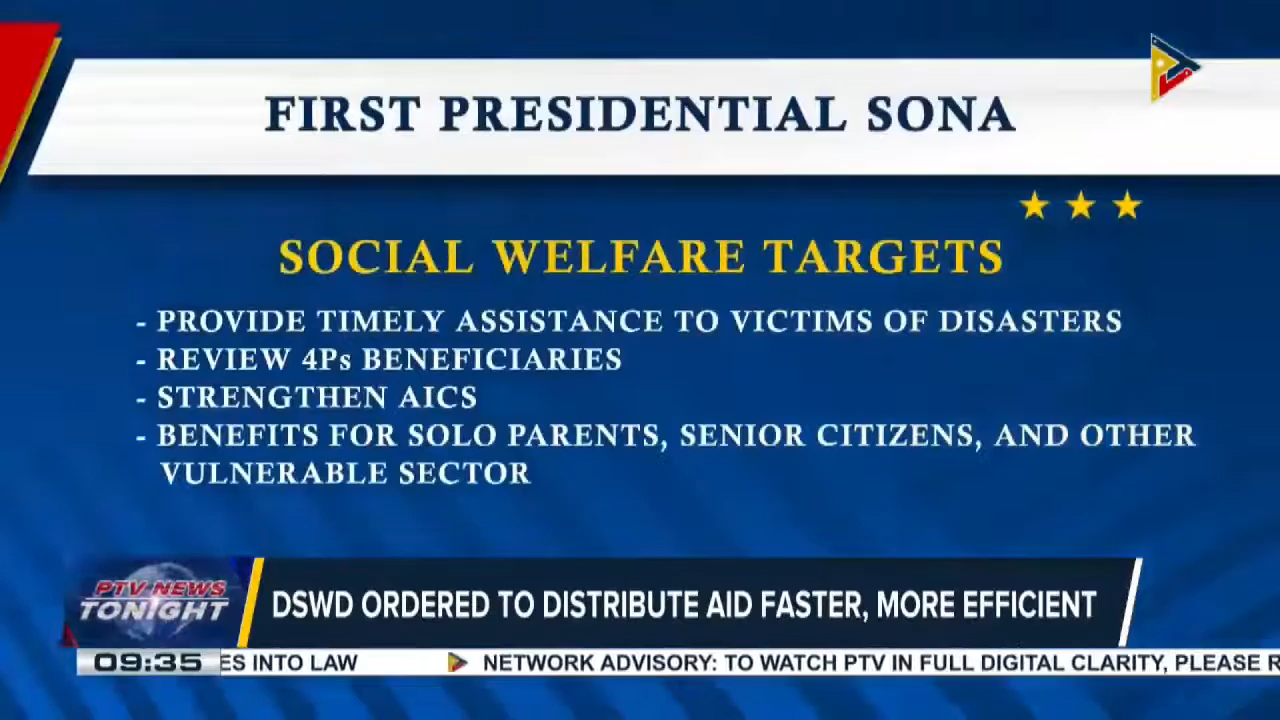 FIRST PRESIDENTIAL SONA
SOCIAL WELFARE TARGETS
- PROVIDE TIMELY ASSISTANCE TO VICTIMS OF DISASTERS
- REVIEW 4Ps BENEFICIARIES
- STRENGTHEN AICS
- BENEFITS FOR SOLO PARENTS, SENIOR CITIZENS, AND OTHER
VULNERABLE SECTOR
PTV NEWS
TONIGHT
DSWD ORDERED TO DISTRIBUTE AID FASTER, MORE EFFICIENT
09:35 ES INTO LAW NETWORK ADVISORY: TO WATCH PTV IN FULL DIGITAL CLARITY, PLEASE R